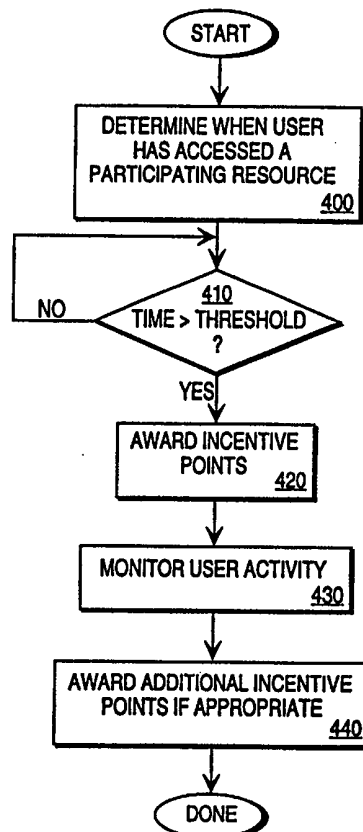 START
DETERMINE WHEN USER
HAS ACCESSED A
PARTICIPATING RESOURCE
400
410
NO
TIME > THRESHOLD
?
YES
AWARD INCENTIVE
POINTS
420
MONITOR USER ACTIVITY
430
AWARD ADDITIONAL INCENTIVE
POINTS IF APPROPRIATE
440
DONE